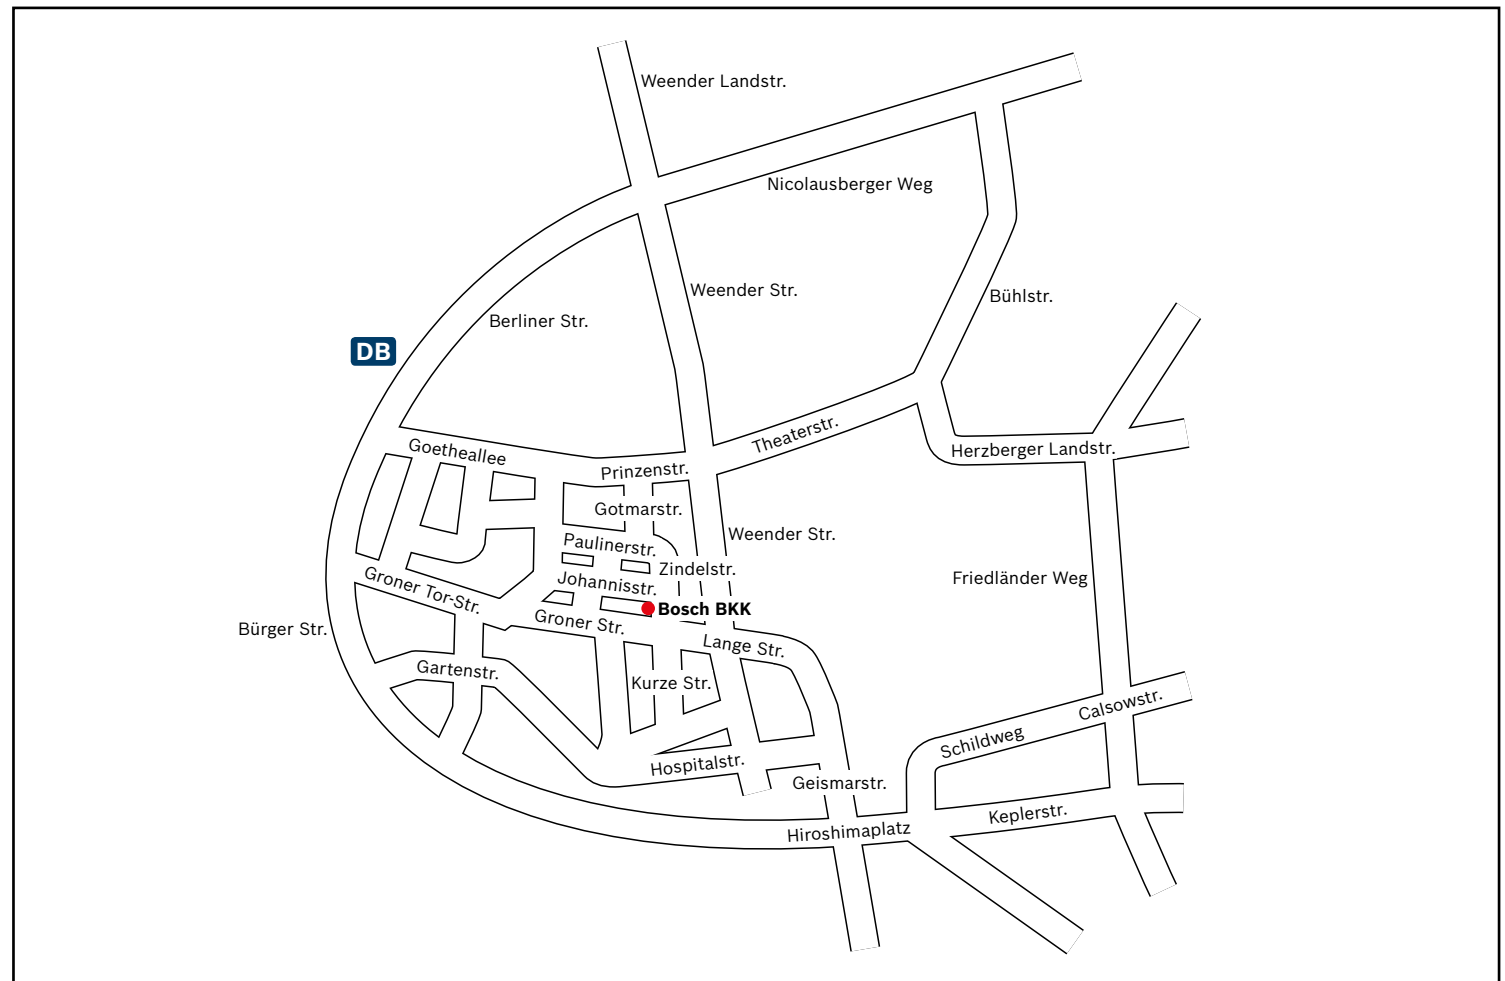 Weender Landstr.
Nicolausberger Weg
Weender Str.
Bühlstr.
Berliner Str.
DB
Theaterstr.
Goetheallee
Herzberger Landstr.
Prinzenstr.
Gotmarstr.
Weender Str.
Paulinerstr.
Zindelstr.
Friedländer Weg
Johannisstr.
Groner Tor-Str.
Bosch BKK
Groner Str.
Bürger Str.
Lange Str.
Gartenstr.
Kurze Str.
Calsowstr.
Schildweg
Hospitalstr.
Geismarstr.
Keplerstr.
Hiroshimaplatz